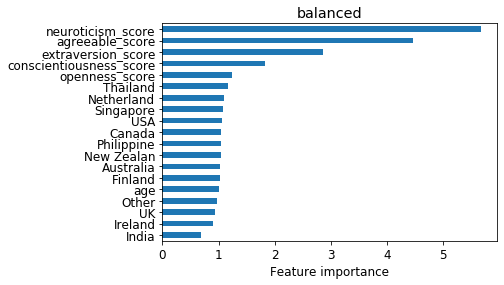 balanced
neuroticism_score
agreeable_score
extraversion_score
conscientiousness_score
openness_score
Thailand
Netherland
Singapore
USA
Canada
Philippine
New Zealan
Australia
Finland
age
Other
UK
Ireland
India
0 1 2 3 4 5
Feature importance